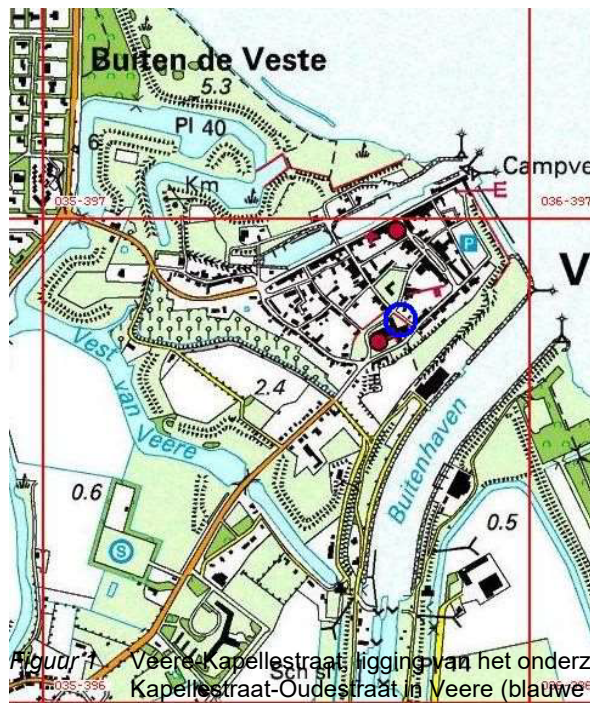 Buiten de Veste
5.3
Pl 40
6
Km
Campve
E
035-397
036-397
P
V
Vest van Veere
2.4
Buitenhaven
0.6
S
0.5
Figuur 1 Veere-Kapellestraat, ligging van het onderz
Sch sl
035-396
Kapellestraat-Oudestraat in Veere (blauwe